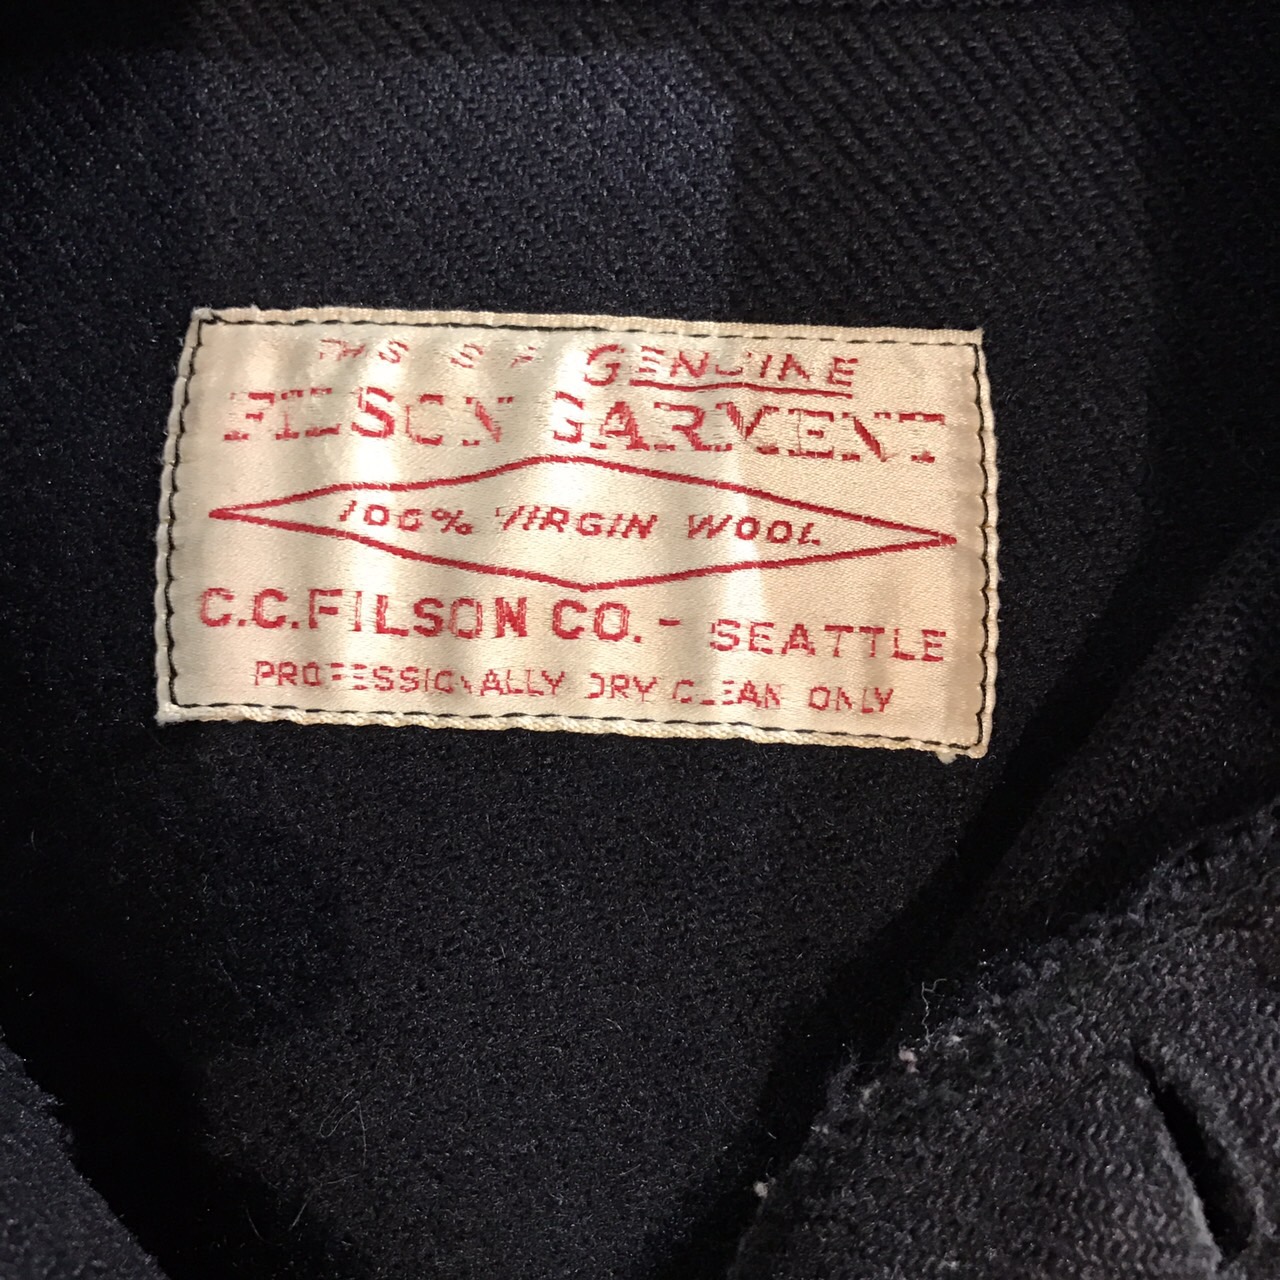 THIS IS A GENUINE
FILSON GARMENT
100% VIRGIN WOOL
C.C. FILSON CO. - SEATTLE
PROFESSIONALLY DRY CLEAN ONLY